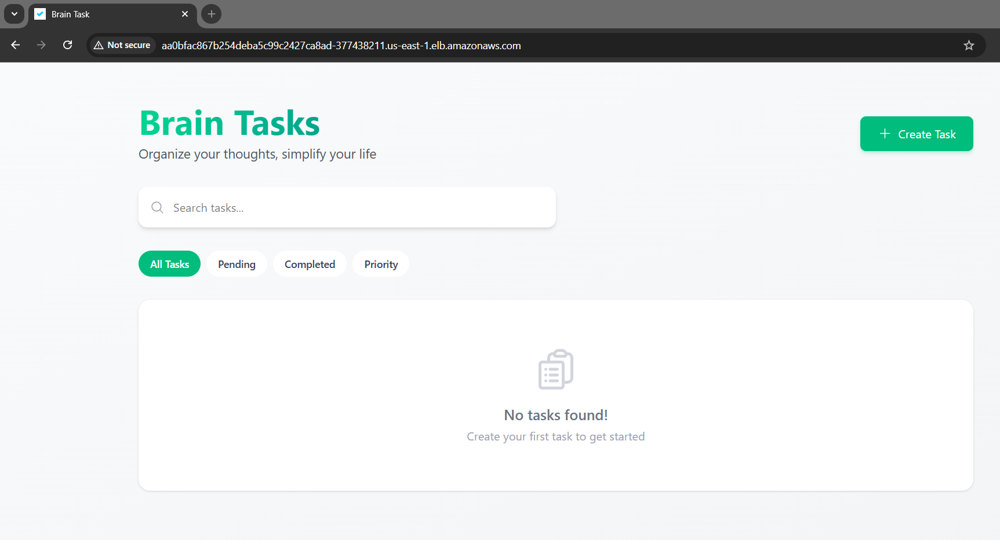 Brain Task
Not secure aa0bfac867b254deba5c99c2427ca8ad-377438211.us-east-1.elb.amazonaws.com
Brain Tasks
Create Task
Organize your thoughts, simplify your life
Search tasks...
All Tasks Pending Completed Priority
No tasks found!
Create your first task to get started